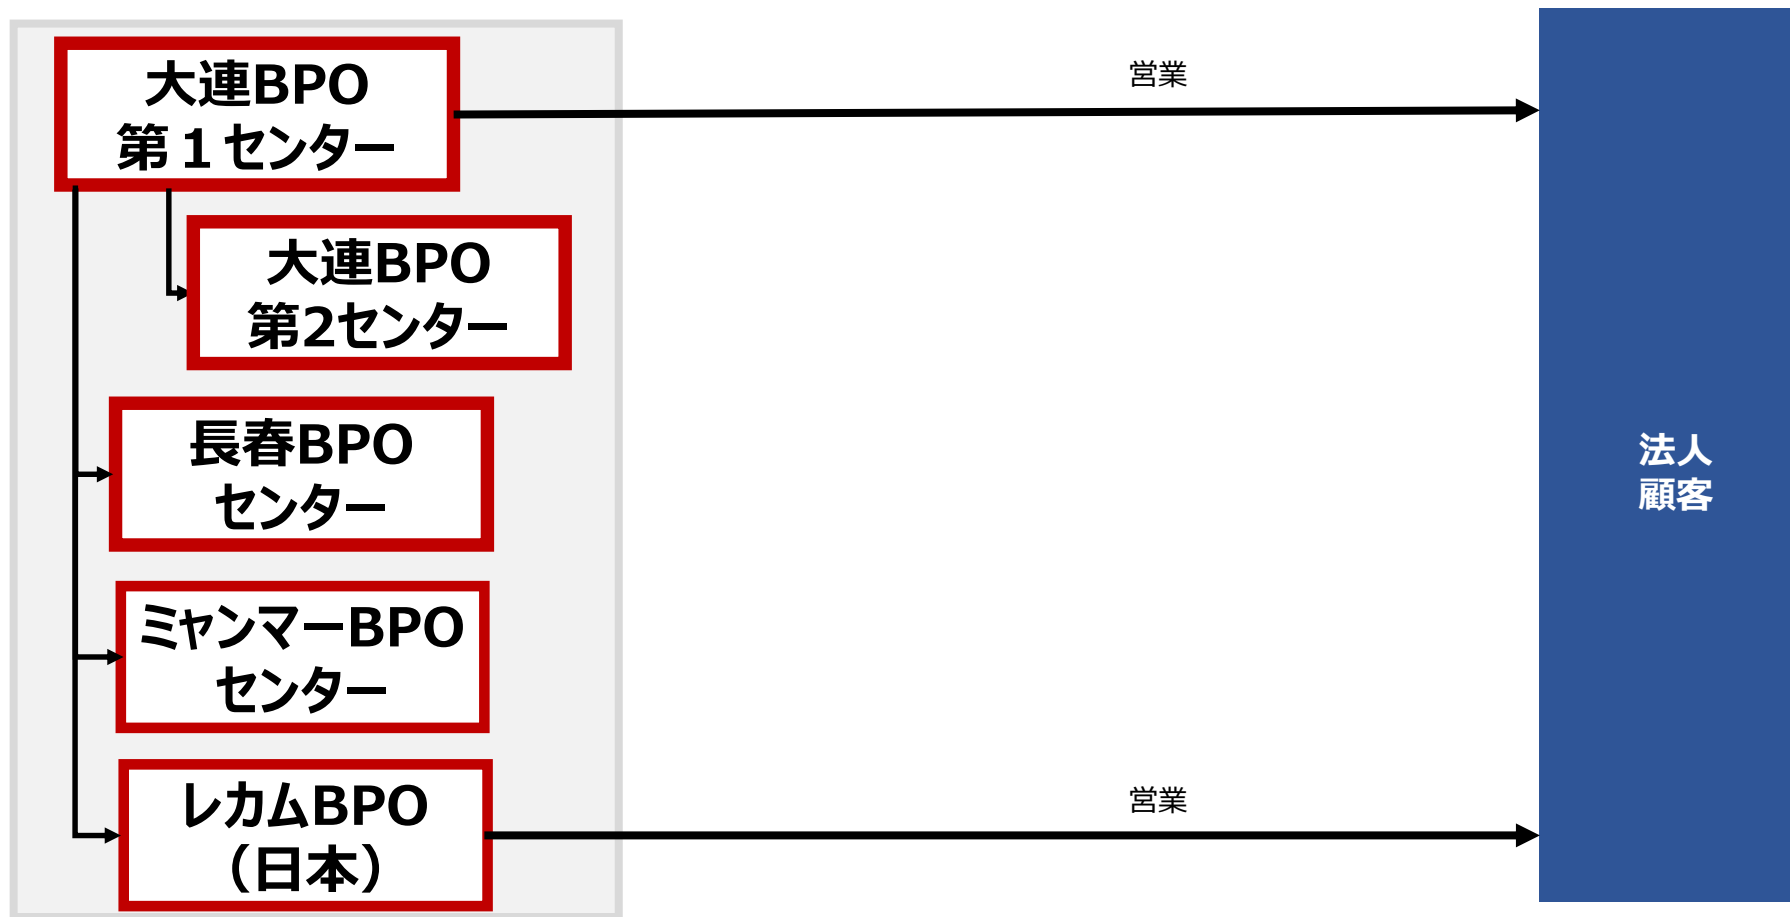 大連BPO
第１センター
営業
大連BPO
第2センター
長春BPO
センター
法人
顧客
ミャンマーBPO
センター
レカムBPO
（日本）
営業